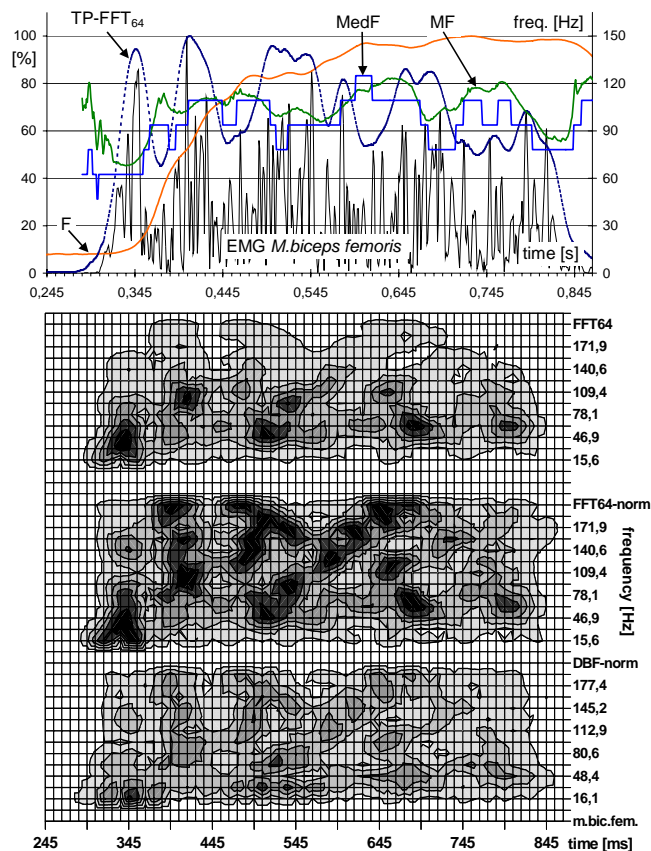 TP-FFT64 MedF MF freq. [Hz]
100 150
[%]
80 120
60 90
40 60
20 30
F
EMG M.biceps femoris
time [s]
0 0
0,245 0,345 0,445 0,545 0,645 0,745 0,845
FFT64
171,9
140,6
109,4
78,1
46,9
15,6
FFT64-norm
171,9
140,6
109,4
78,1
46,9
15,6
frequency [Hz]
DBF-norm
177,4
145,2
112,9
80,6
48,4
16,1
m.bic.fem.
245 345 445 545 645 745 845
time [ms]